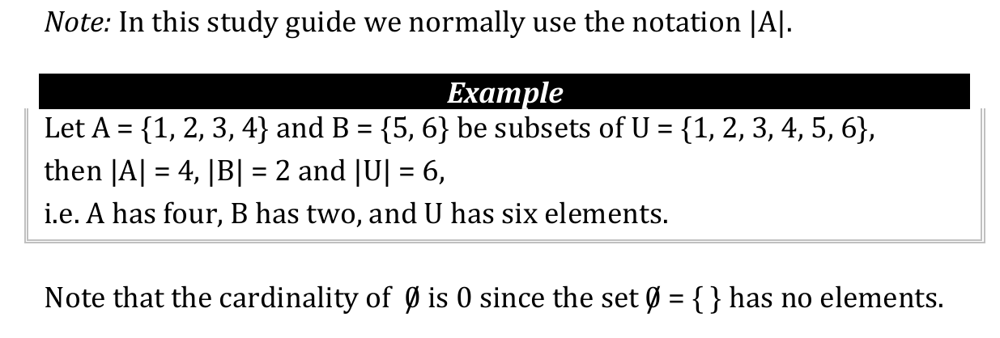 Note: In this study guide we normally use the notation |A|.
Example
Let A = {1, 2, 3, 4} and B = {5, 6} be subsets of U = {1, 2, 3, 4, 5, 6},
then |A| = 4, |B| = 2 and |U| = 6,
i.e. A has four, B has two, and U has six elements.
Note that the cardinality of ∅ is 0 since the set ∅ = { } has no elements.